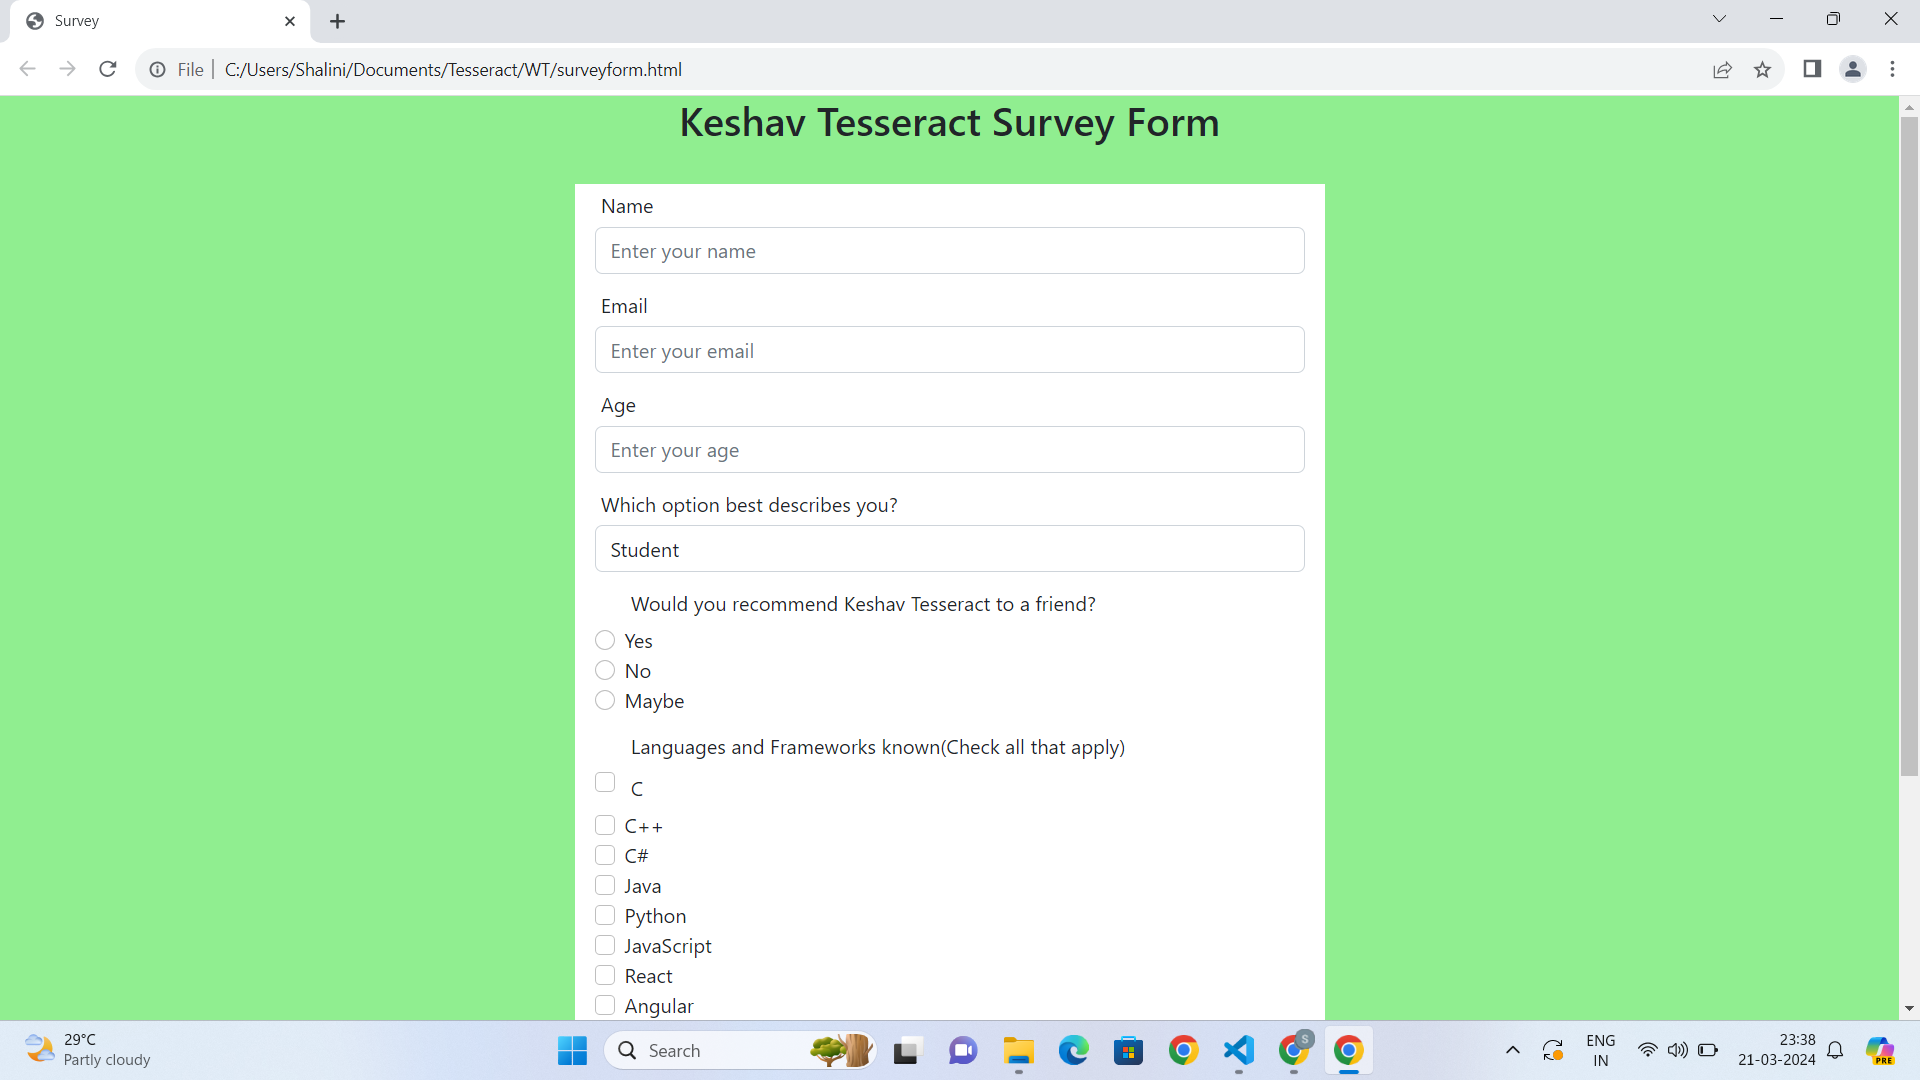 Survey
File
C:/Users/Shalini/Documents/Tesseract/WT/surveyform.html
Keshav Tesseract Survey Form
Name
Enter your name
Email
Enter your email
Age
Enter your age
Which option best describes you?
Student
Would you recommend Keshav Tesseract to a friend?
Yes
No
Maybe
Languages and Frameworks known(Check all that apply)
C
C++
C#
Java
Python
JavaScript
React
Angular
29°C
Partly cloudy
Search
S
ENG
IN
23:38
21-03-2024
PRE